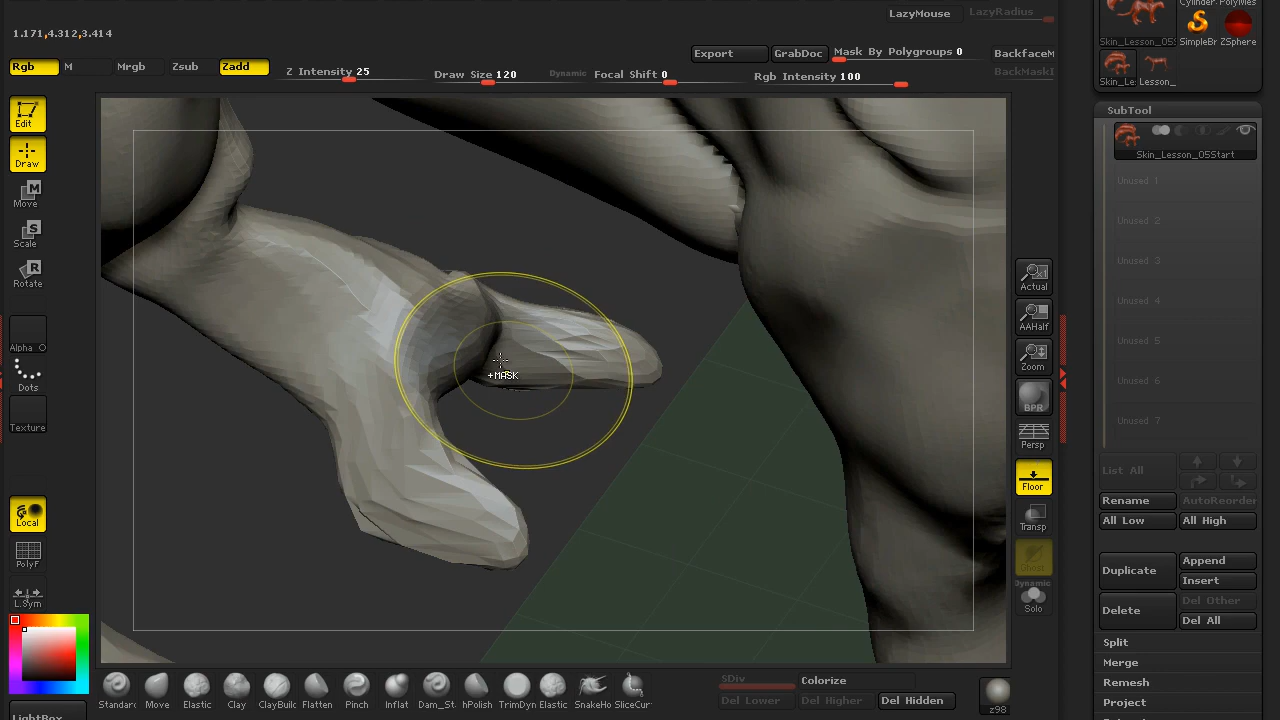 LazyMouse
LazyRadius
1.171,4.312,3.414
Rgb
M
Mrgb
Zsub
Zadd
Z Intensity 25
Draw Size 120
Dynamic
Focal Shift 0
Export
GrabDoc
Mask By Polygroups 0
Rgb Intensity 100
BackfaceM
BackMaskI
Cylinder
PolyMes
Skin_Lesson_05S
SimpleBr
ZSphere
Skin_Le
Lesson_
Edit
Draw
Move
Scale
Rotate
Alpha O
Dots
Texture
Local
PolyF
L.Sym
LightBox
+MASK
Actual
AAHalf
Zoom
BPR
Persp
Floor
Transp
Ghost
Dynamic
Solo
SubTool
Skin_Lesson_05Start
Unused 1
Unused 2
Unused 3
Unused 4
Unused 5
Unused 6
Unused 7
List All
Rename
AutoReorder
All Low
All High
Duplicate
Append
Insert
Delete
Del Other
Del All
Split
Merge
Remesh
Project
Standard
Move
Elastic
Clay
ClayBuilc
Flatten
Pinch
Inflat
Dam_St
hPolish
TrimDyn
Elastic
SnakeHo
SliceCur
SDiv
Colorize
Del Lower
Del Higher
Del Hidden
z98